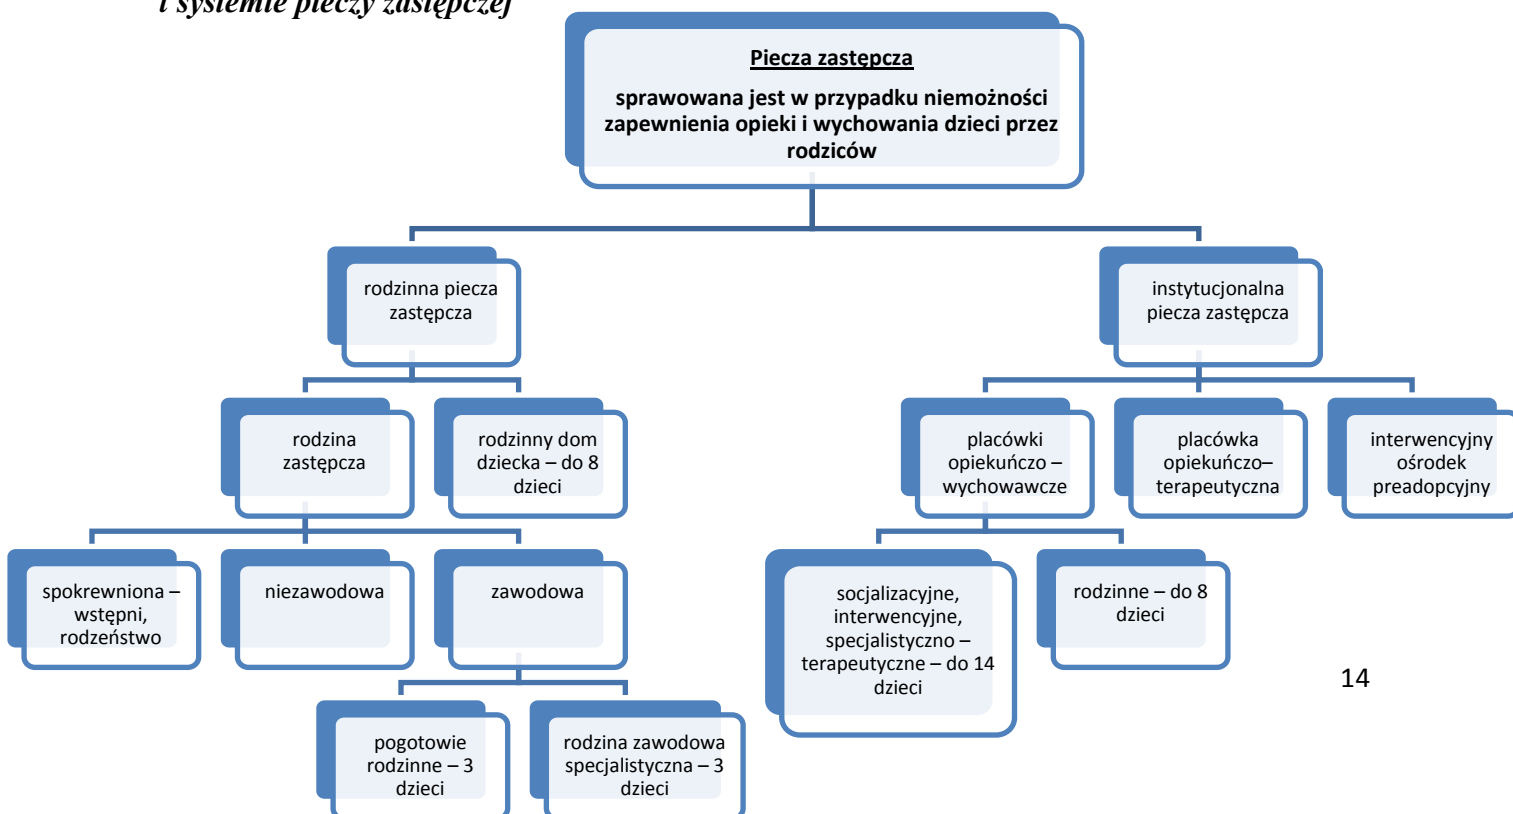 i systemie pieczy zastępczej
Piecza zastępcza
sprawowana jest w przypadku niemożności
zapewnienia opieki i wychowania dzieci przez
rodziców
rodzinna piecza
zastępcza
instytucjonalna
piecza zastępcza
rodzina
zastępcza
rodzinny dom
dziecka – do 8
dzieci
placówki
opiekuńczo –
wychowawcze
placówka
opiekuńczo–
terapeutyczna
interwencyjny
ośrodek
preadopcyjny
spokrewniona –
wstępni,
rodzeństwo
niezawodowa
zawodowa
socjalizacyjne,
interwencyjne,
specjalistyczno –
terapeutyczne – do 14
dzieci
rodzinne – do 8
dzieci
pogotowie
rodzinne – 3
dzieci
rodzina zawodowa
specjalistyczna – 3
dzieci
14